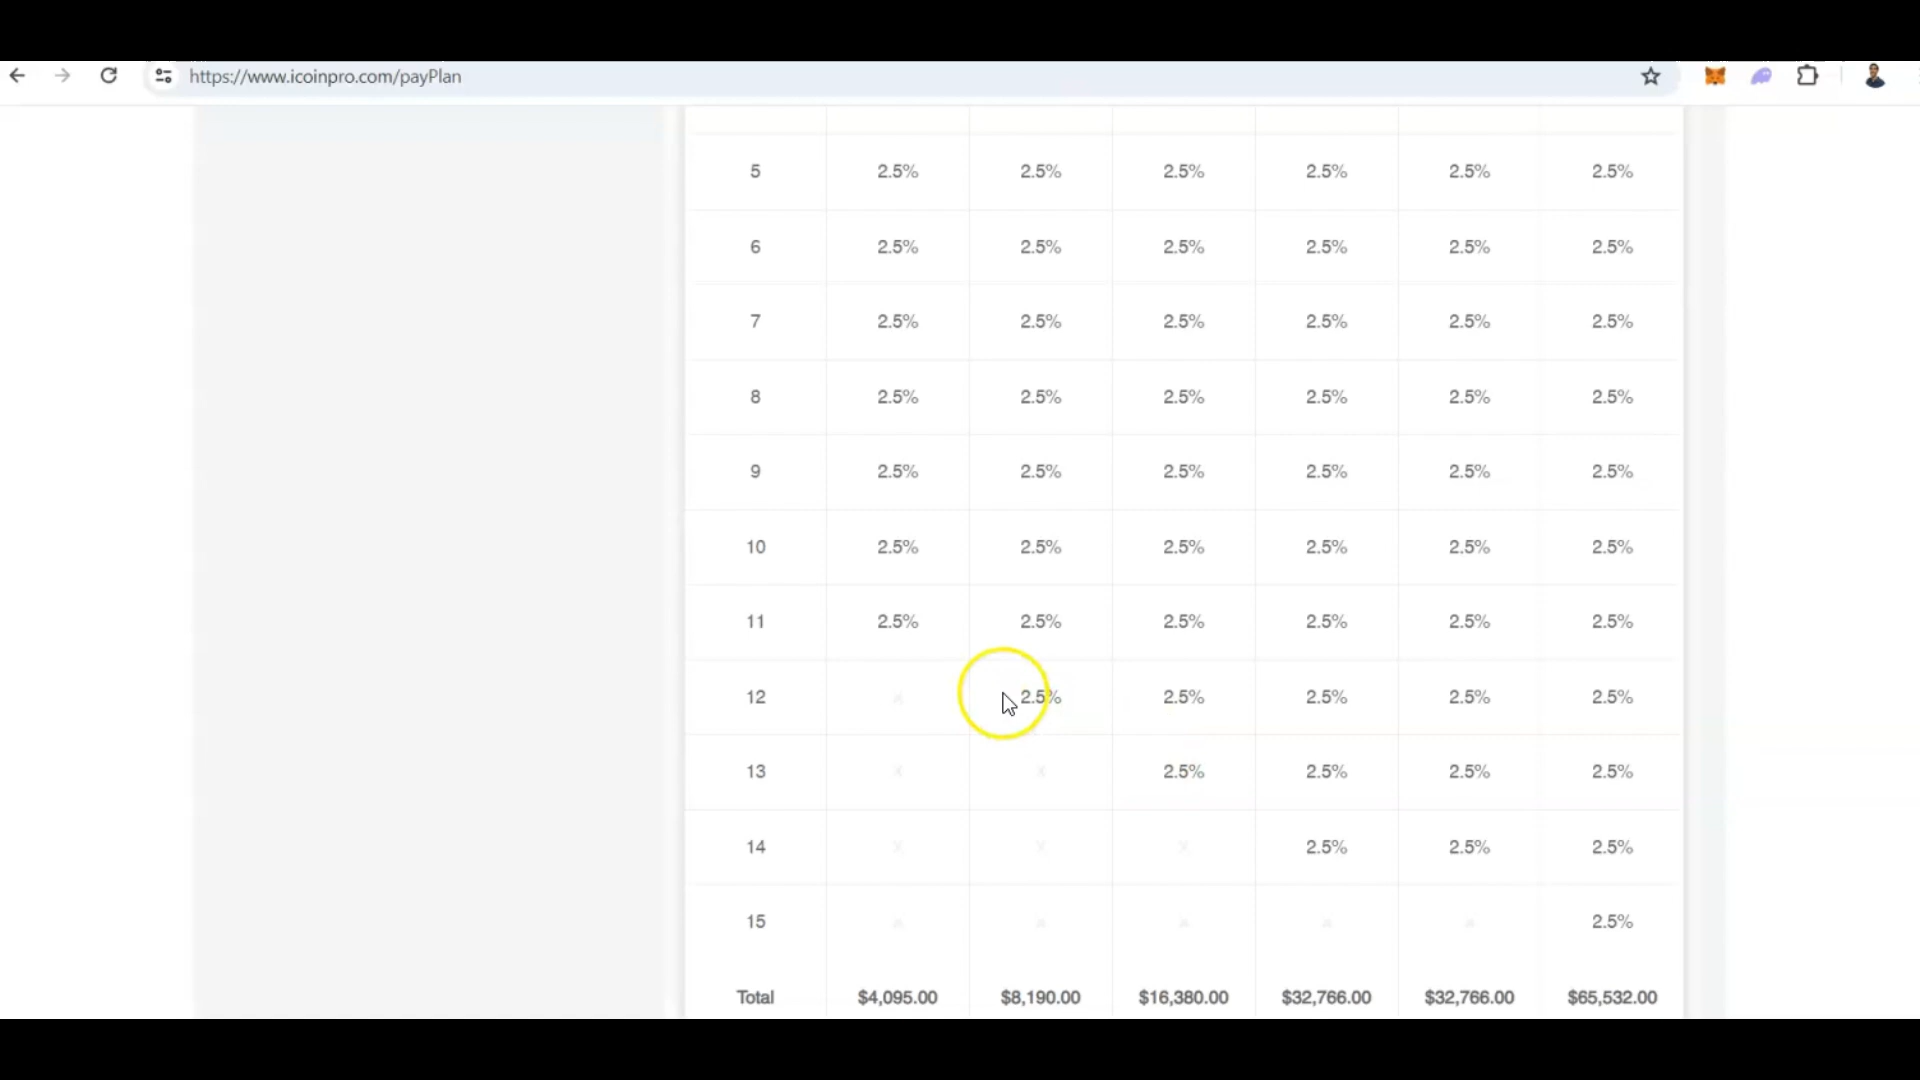 https://www.icoinpro.com/payPlan
5 2.5% 2.5% 2.5% 2.5% 2.5% 2.5%
6 2.5% 2.5% 2.5% 2.5% 2.5% 2.5%
7 2.5% 2.5% 2.5% 2.5% 2.5% 2.5%
8 2.5% 2.5% 2.5% 2.5% 2.5% 2.5%
9 2.5% 2.5% 2.5% 2.5% 2.5% 2.5%
10 2.5% 2.5% 2.5% 2.5% 2.5% 2.5%
11 2.5% 2.5% 2.5% 2.5% 2.5% 2.5%
12 x 2.5% 2.5% 2.5% 2.5% 2.5%
13 x x 2.5% 2.5% 2.5% 2.5%
14 x x x 2.5% 2.5% 2.5%
15 x x x x x 2.5%
Total $4,095.00 $8,190.00 $16,380.00 $32,766.00 $32,766.00 $65,532.00